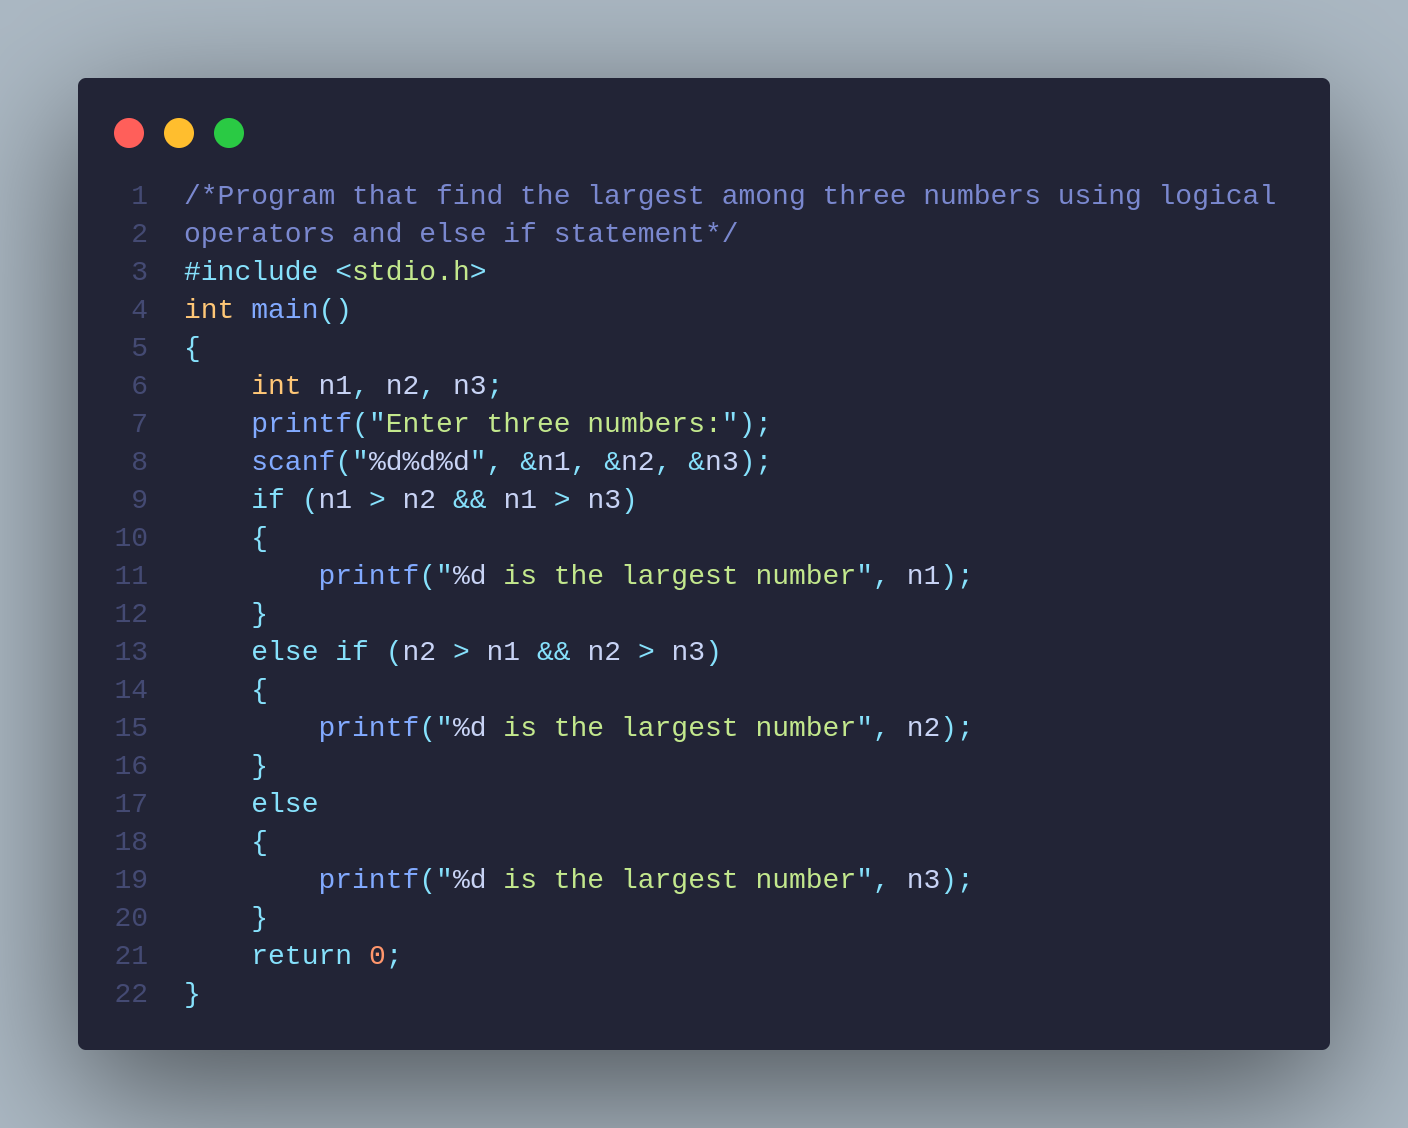 1 /*Program that find the largest among three numbers using logical
2 operators and else if statement*/
3 #include <stdio.h>
4 int main()
5 {
6     int n1, n2, n3;
7     printf("Enter three numbers:");
8     scanf("%d%d%d", &n1, &n2, &n3);
9     if (n1 > n2 && n1 > n3)
10     {
11         printf("%d is the largest number", n1);
12     }
13     else if (n2 > n1 && n2 > n3)
14     {
15         printf("%d is the largest number", n2);
16     }
17     else
18     {
19         printf("%d is the largest number", n3);
20     }
21     return 0;
22 }